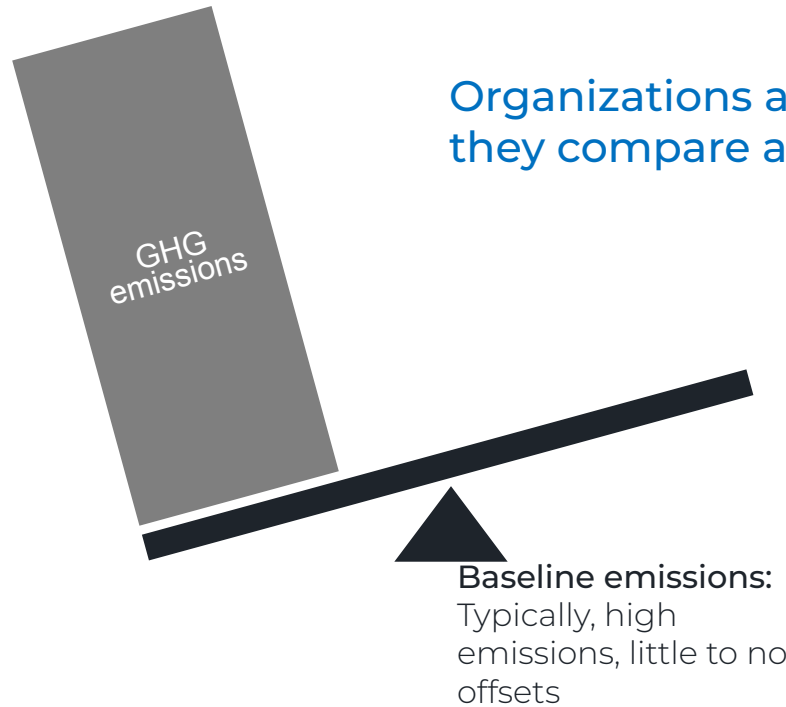 Organizations a
they compare a
GHG
emissions
Baseline emissions:
Typically, high
emissions, little to no
offsets